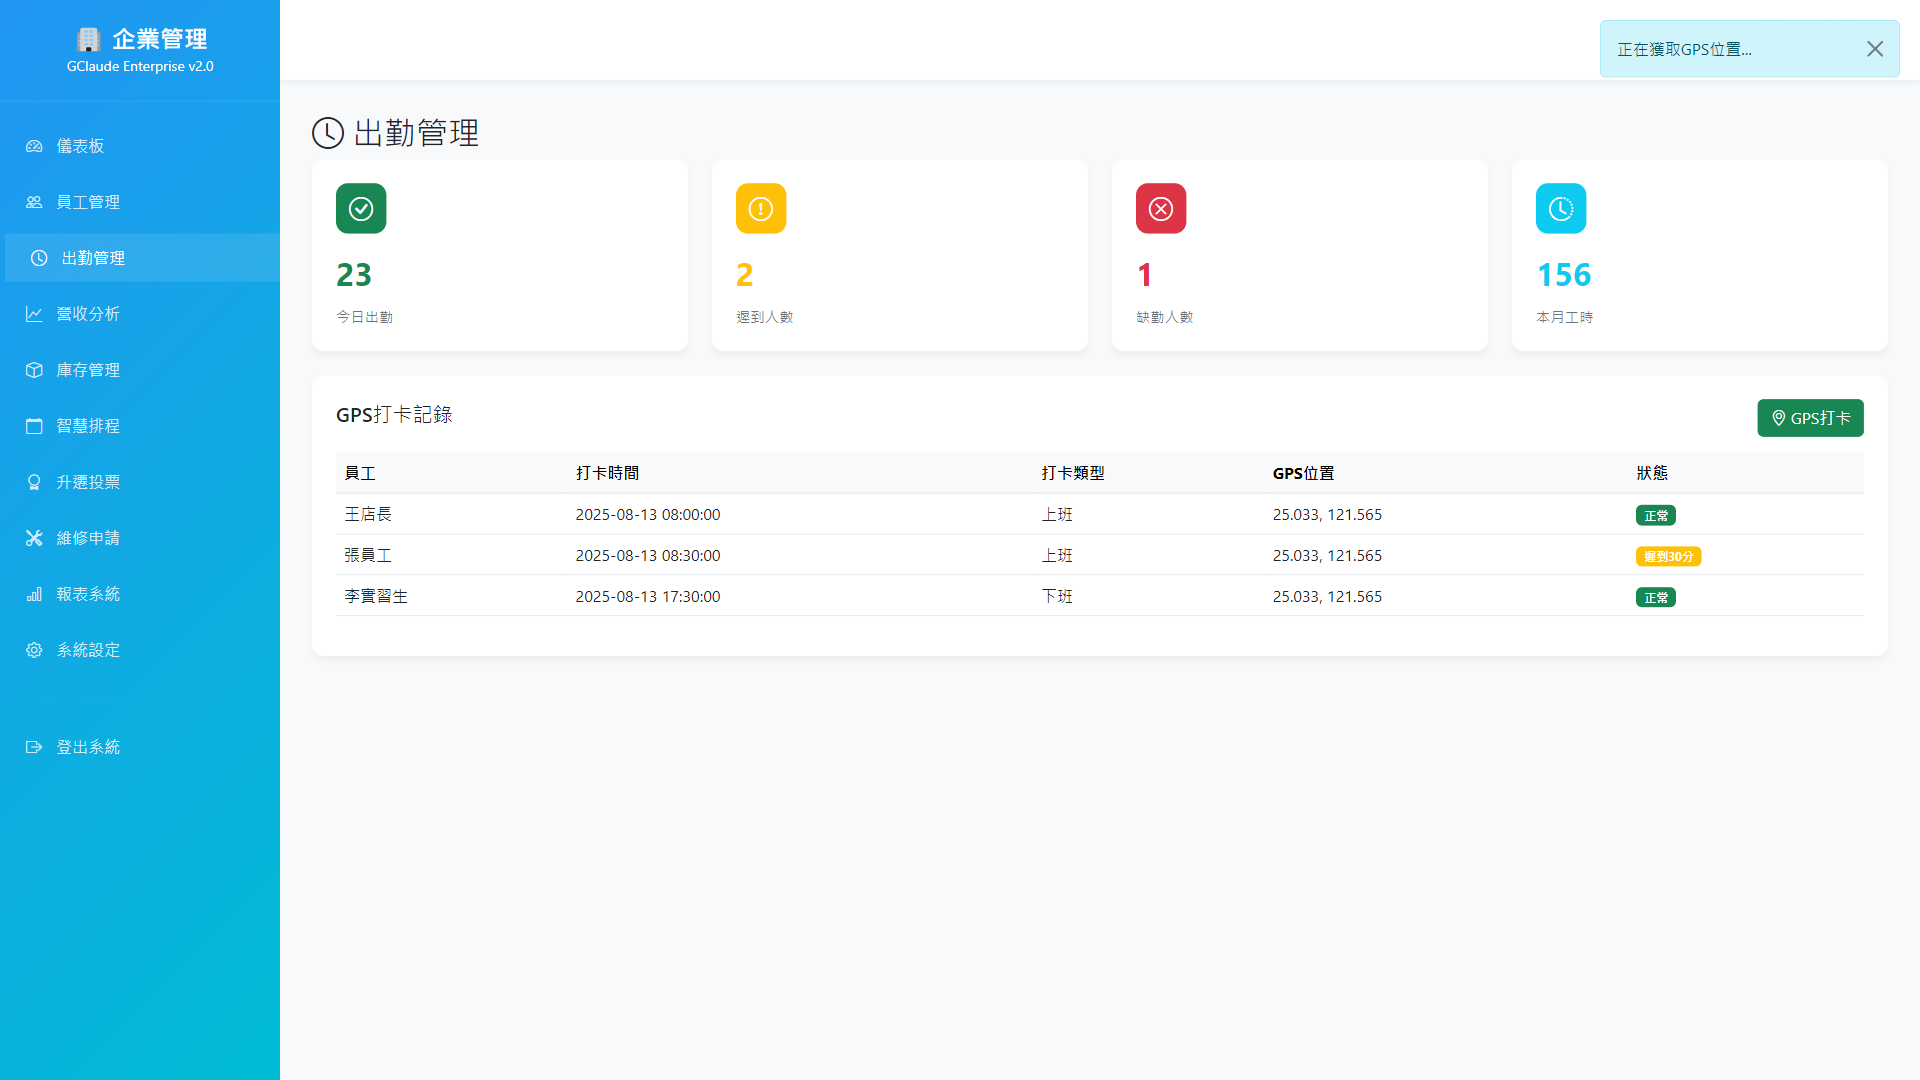 企業管理
GClaude Enterprise v2.0
儀表板
員工管理
出勤管理
營收分析
庫存管理
智慧排程
升遷投票
維修申請
報表系統
系統設定
登出系統
正在獲取GPS位置...
出勤管理
23
今日出勤
2
遲到人數
1
缺勤人數
156
本月工時
GPS打卡記錄
GPS打卡
員工 打卡時間 打卡類型 GPS位置 狀態
王店長 2025-08-13 08:00:00 上班 25.033, 121.565 正常
張員工 2025-08-13 08:30:00 上班 25.033, 121.565 遲到30分
李實習生 2025-08-13 17:30:00 下班 25.033, 121.565 正常